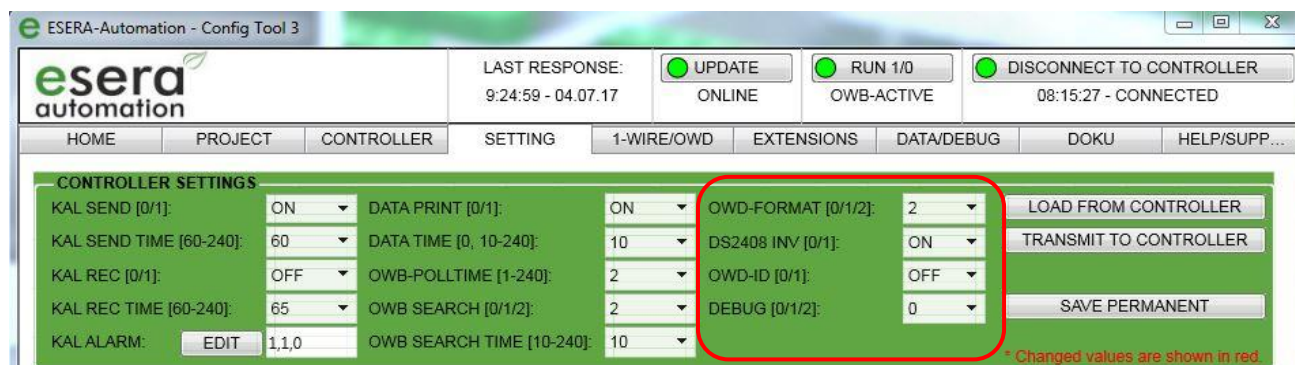 ESERA-Automation - Config Tool 3
esera
automation
LAST RESPONSE:
9:24:59 - 04.07.17
UPDATE
ONLINE
RUN 1/0
OWB-ACTIVE
DISCONNECT TO CONTROLLER
08:15:27 - CONNECTED
HOME PROJECT CONTROLLER SETTING 1-WIRE/OWD EXTENSIONS DATA/DEBUG DOKU HELP/SUPP...
CONTROLLER SETTINGS
KAL SEND [0/1]: ON DATA PRINT [0/1]: ON OWD-FORMAT [0/1/2]: 2 LOAD FROM CONTROLLER
KAL SEND TIME [60-240]: 60 DATA TIME [0, 10-240]: 10 DS2408 INV [0/1]: ON TRANSMIT TO CONTROLLER
KAL REC [0/1]: OFF OWB-POLLTIME [1-240]: 2 OWD-ID [0/1]: OFF
KAL REC TIME [60-240]: 65 OWB SEARCH [0/1/2]: 2 DEBUG [0/1/2]: 0 SAVE PERMANENT
KAL ALARM: EDIT 1,1,0 OWB SEARCH TIME [10-240]: 10
* Changed values are shown in red.